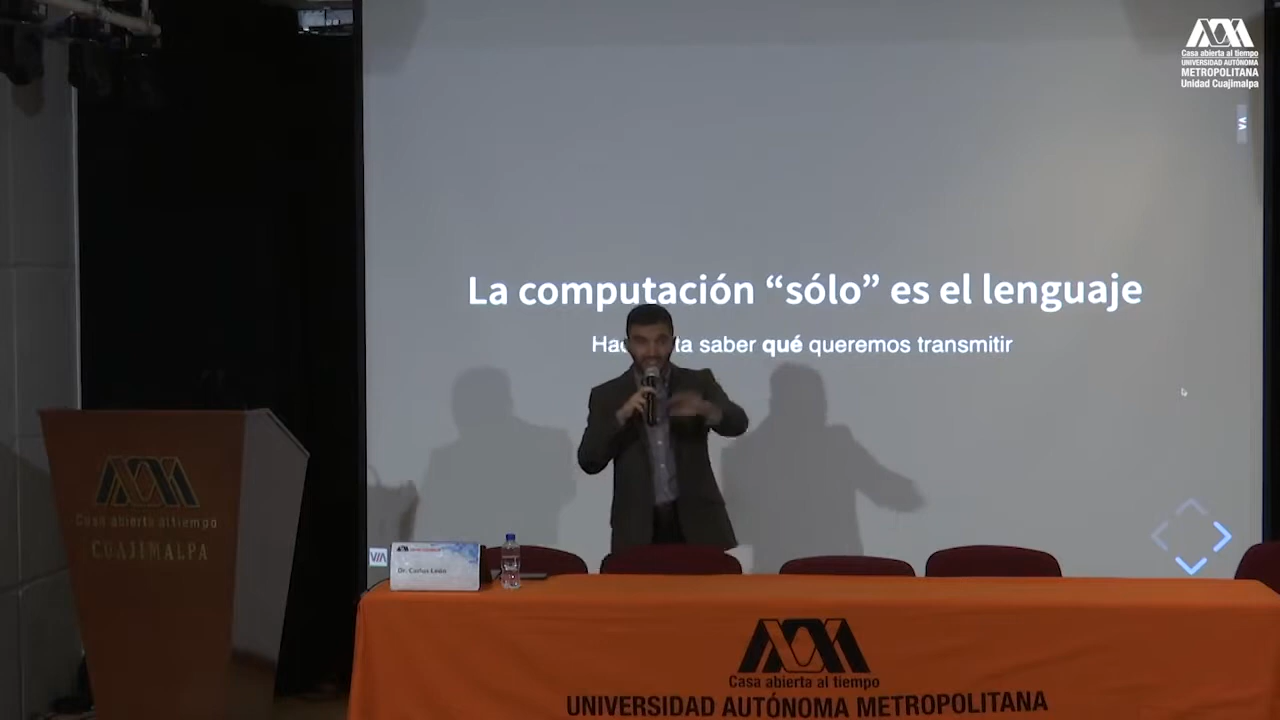 Casa abierta al tiempo
UNIVERSIDAD AUTÓNOMA
METROPOLITANA
Unidad Cuajimalpa
La computación “sólo” es el lenguaje
saber qué queremos transmitir
Casa abierta al tiempo
CUAJIMALPA
Dr.
Casa abierta al tiempo
UNIVERSIDAD AUTÓNOMA METROPOLITANA